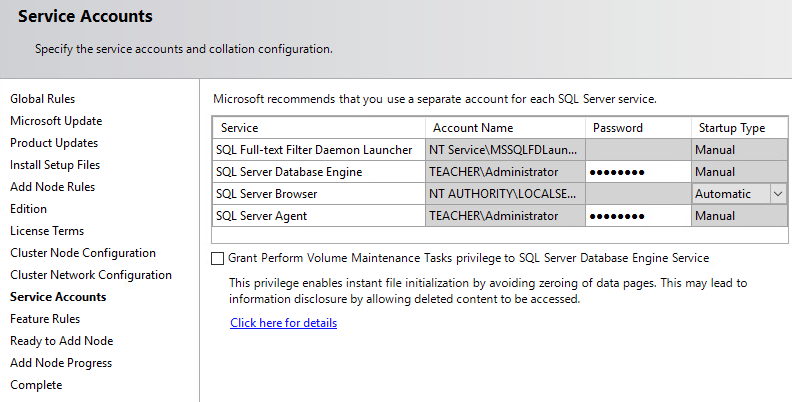 Service Accounts
Specify the service accounts and collation configuration.
Global Rules
Microsoft Update
Product Updates
Install Setup Files
Add Node Rules
Edition
License Terms
Cluster Node Configuration
Cluster Network Configuration
Service Accounts
Feature Rules
Ready to Add Node
Add Node Progress
Complete
Microsoft recommends that you use a separate account for each SQL Server service.
Service Account Name Password Startup Type
SQL Full-text Filter Daemon Launcher NT Service\MSSQLFDLaun... Manual
SQL Server Database Engine TEACHER\Administrator ●●●●●●●● Manual
SQL Server Browser NT AUTHORITY\LOCALSE... Automatic
SQL Server Agent TEACHER\Administrator ●●●●●●●● Manual
Grant Perform Volume Maintenance Tasks privilege to SQL Server Database Engine Service
This privilege enables instant file initialization by avoiding zeroing of data pages. This may lead to
information disclosure by allowing deleted content to be accessed.
Click here for details